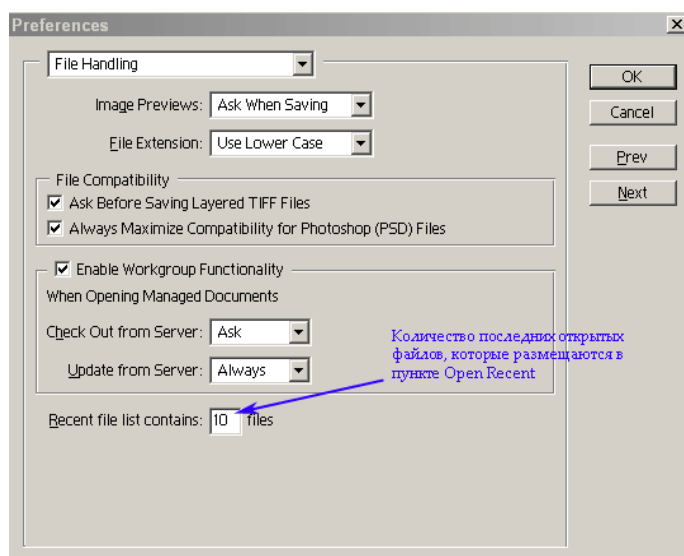 Preferences
File Handling
OK
Image Previews: Ask When Saving
Cancel
File Extension: Use Lower Case
Prev
File Compatibility
Next
Ask Before Saving Layered TIFF Files
Always Maximize Compatibility for Photoshop (PSD) Files
Enable Workgroup Functionality
When Opening Managed Documents
Check Out from Server: Ask
Update from Server: Always
Количество последних открытых
файлов, которые размещаются в
пункте Open Recent
Recent file list contains: 10 files